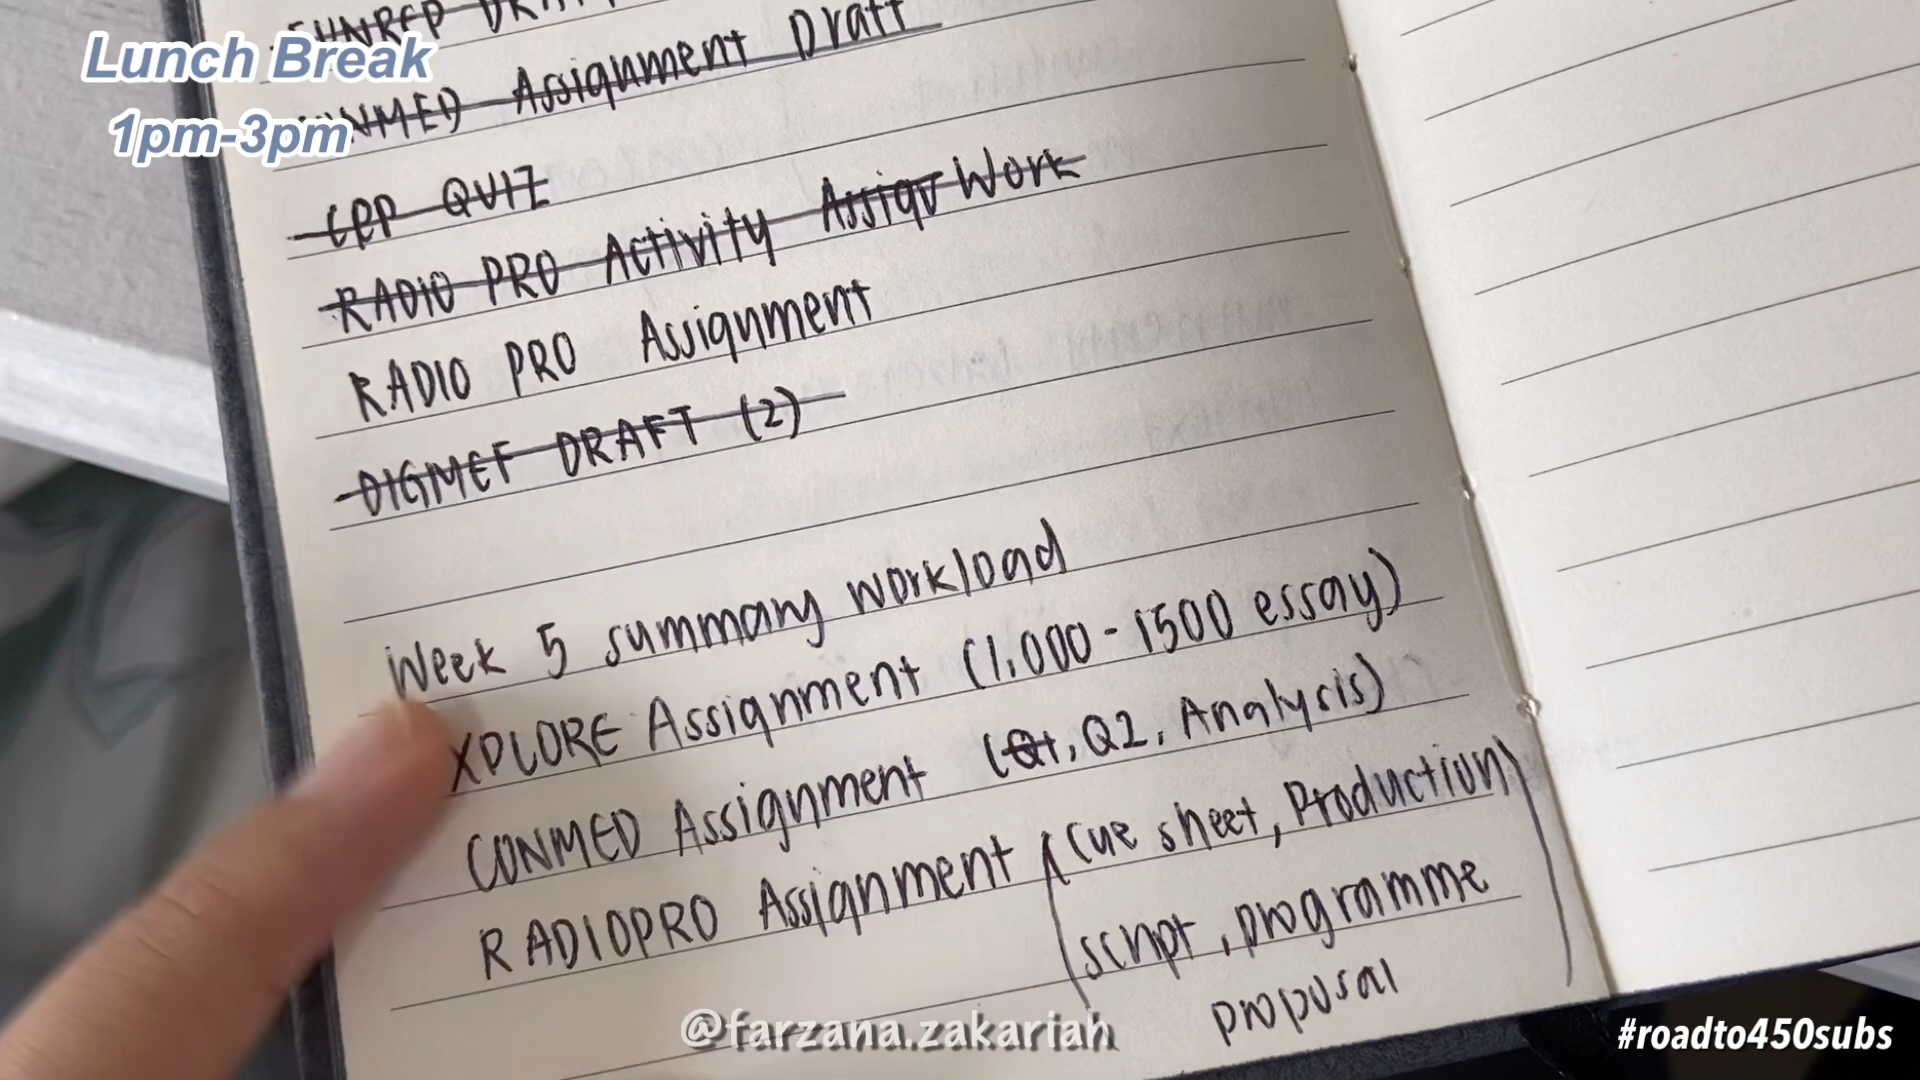 Lunch Break
1pm-3pm
CONMED Assignment Draft
CPP QUIZ
RADIO PRO Activity Assign Work
RADIO PRO Assignment
DIGMEF DRAFT (2)
Week 5 summary workload
XPLORE Assignment (1.000 - 1500 essay)
CONMED Assignment (Q1, Q2, Analysis)
RADIOPRO Assignment (Cue sheet, Production
script, programme
proposal
@farzana.zakariah
#roadto450subs